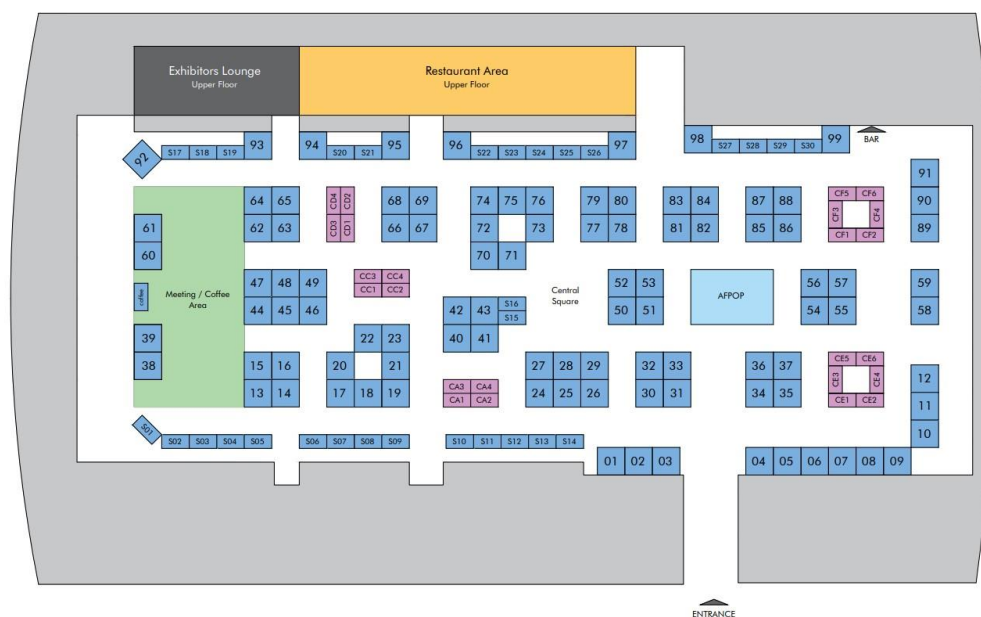 Exhibitors Lounge
Upper Floor
Restaurant Area
Upper Floor
92
S17 S18 S19
93
94
S20 S21
95
96
S22 S23 S24 S25 S26
97
98
S27 S28 S29 S30
99
BAR
91
64 65
CD4 CD2
68 69
74 75 76
79 80
83 84
87 88
CF5 CF6
90
61
62 63
CD3 CD1
66 67
72 73
77 78
81 82
85 86
CF3 CF4
CF1 CF2
89
60
70 71
47 48 49
CC3 CC4
CC1 CC2
52 53
56 57
59
coffee
Meeting / Coffee
Area
44 45 46
42 43
S16
S15
Central
Square
50 51
AFPOP
54 55
58
39
22 23
40 41
38
15 16
20 21
27 28 29
32 33
36 37
CE5 CE6
CE3 CE4
12
13 14
17 18 19
CA3 CA4
CA1 CA2
24 25 26
30 31
34 35
CE1 CE2
11
S01
S02 S03 S04 S05
S06 S07 S08 S09
S10 S11 S12 S13 S14
10
01 02 03
04 05 06 07 08 09
ENTRANCE